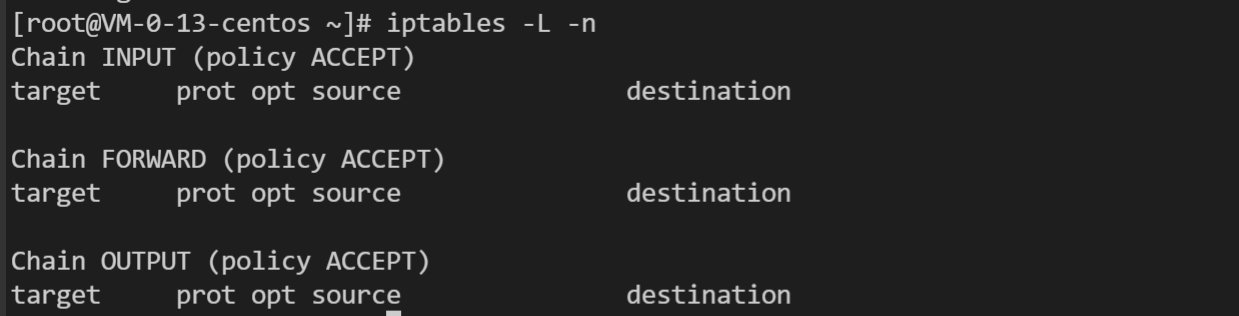 [root@VM-0-13-centos ~]# iptables -L -n
Chain INPUT (policy ACCEPT)
target     prot opt source               destination

Chain FORWARD (policy ACCEPT)
target     prot opt source               destination

Chain OUTPUT (policy ACCEPT)
target     prot opt source               destination